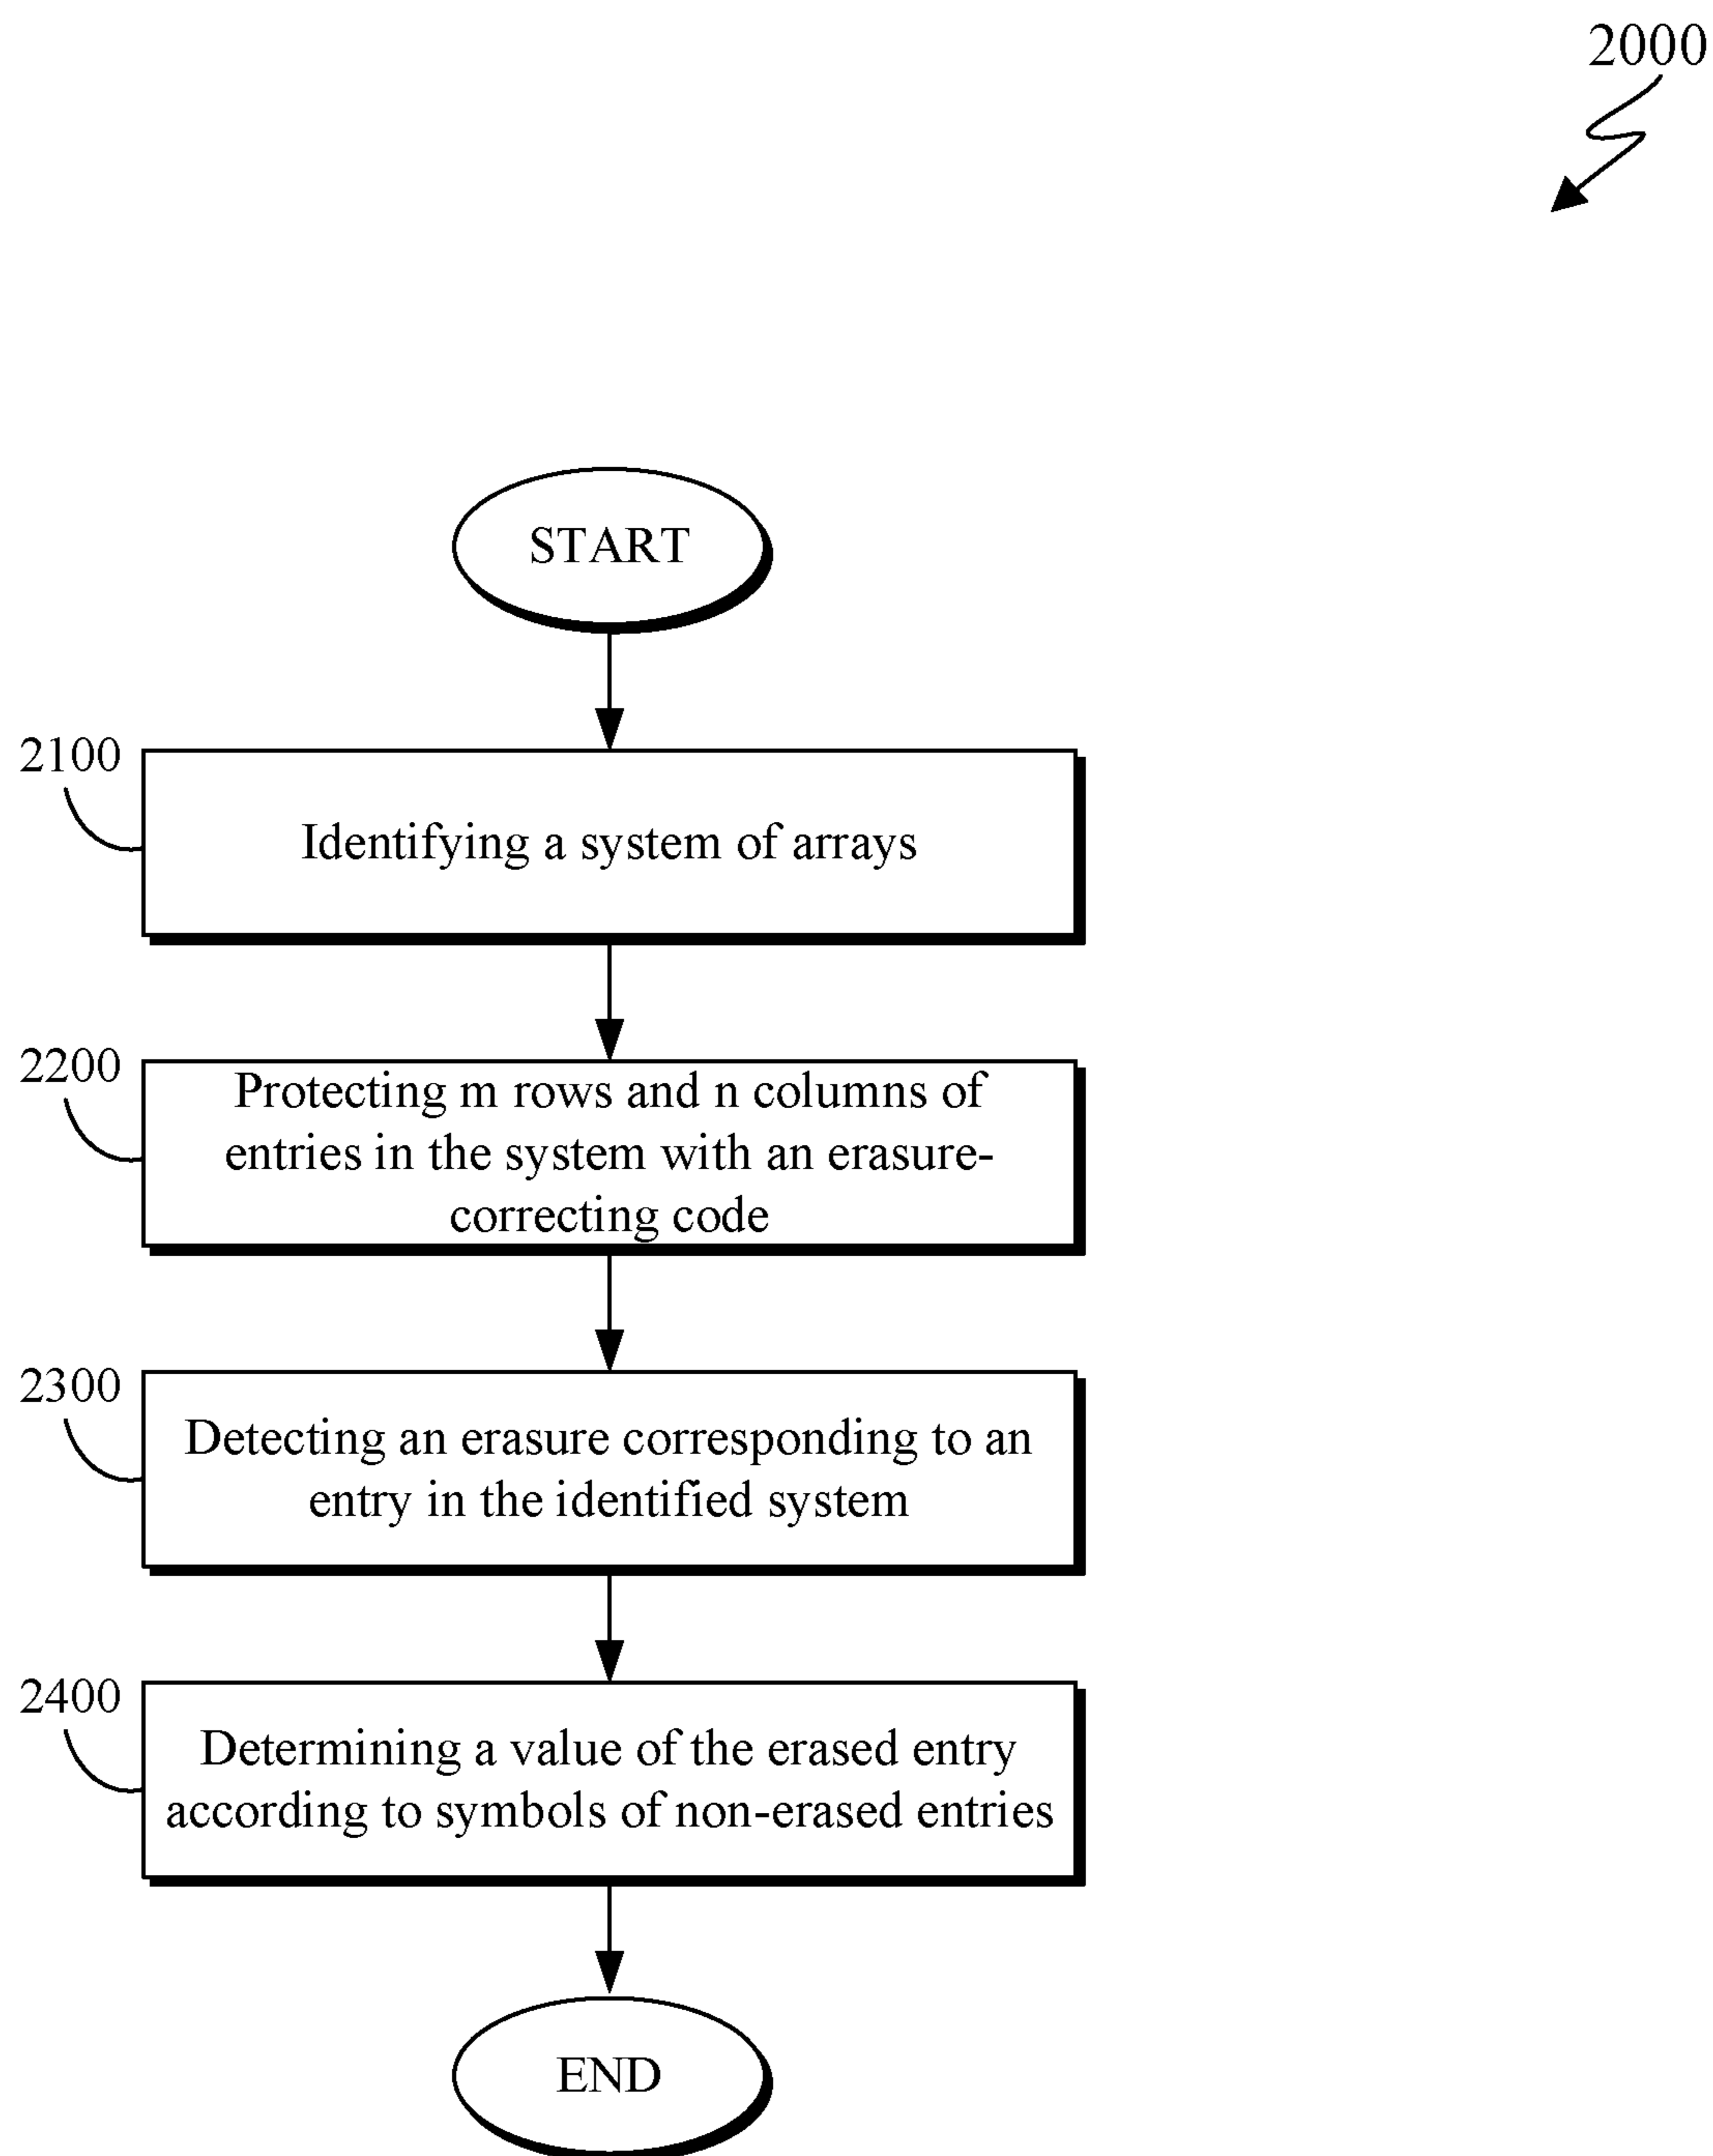 2000
START
2100
Identifying a system of arrays
2200
Protecting m rows and n columns of
entries in the system with an erasure-
correcting code
2300
Detecting an erasure corresponding to an
entry in the identified system
2400
Determining a value of the erased entry
according to symbols of non-erased entries
END